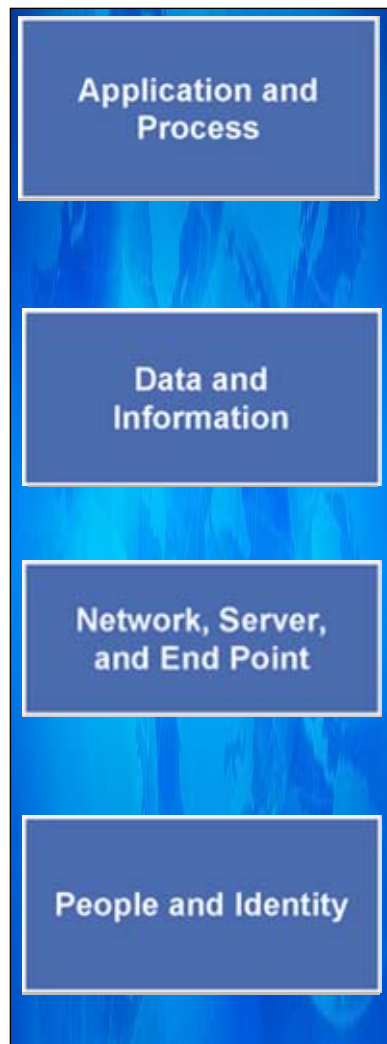 Application and
Process
Data and
Information
Network, Server,
and End Point
People and Identity